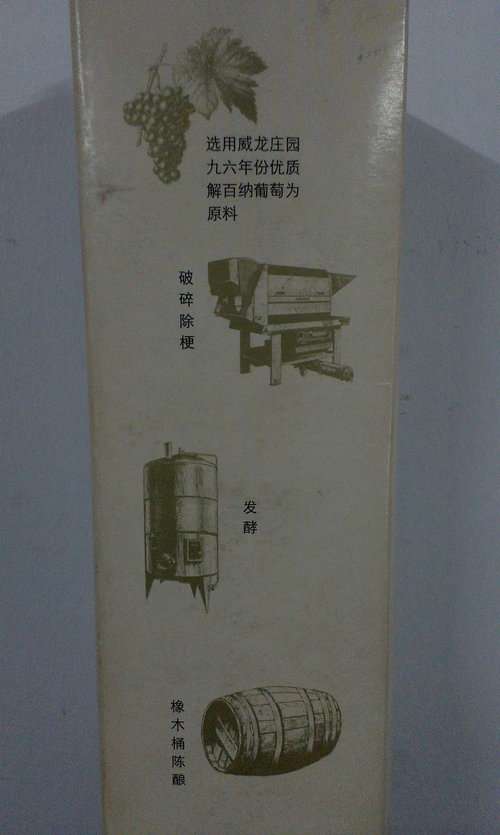 选用威龙庄园
九六年份优质
解百纳葡萄为
原料
破碎除梗
发酵
橡木桶陈酿